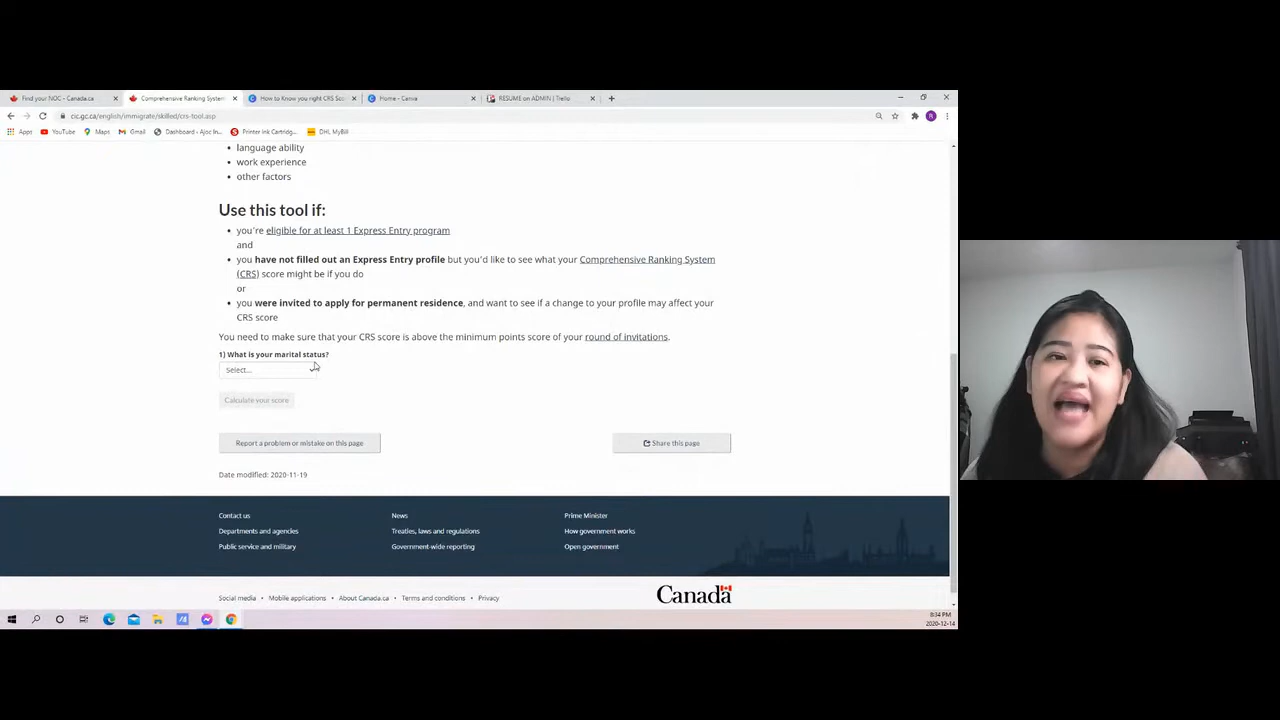 Find your NOC - Canada.ca
Comprehensive Ranking System
How to Know you right CRS Sco
Home - Canva
RESUME on ADMIN | Trello
cic.gc.ca/english/immigrate/skilled/crs-tool.asp
Apps YouTube Maps Gmail Dashboard - Ajoc In... Printer Ink Cartridg... DHL MyBill
• language ability
• work experience
• other factors
Use this tool if:
• you're eligible for at least 1 Express Entry program
and
• you have not filled out an Express Entry profile but you'd like to see what your Comprehensive Ranking System
(CRS) score might be if you do
or
• you were invited to apply for permanent residence, and want to see if a change to your profile may affect your
CRS score
You need to make sure that your CRS score is above the minimum points score of your round of invitations.
1) What is your marital status?
Select...
Calculate your score
Report a problem or mistake on this page
Share this page
Date modified: 2020-11-19
Contact us
News
Prime Minister
Departments and agencies
Treaties, laws and regulations
How government works
Public service and military
Government-wide reporting
Open government
Social media • Mobile applications • About Canada.ca • Terms and conditions • Privacy
Canada
8:34 PM
2020-12-14